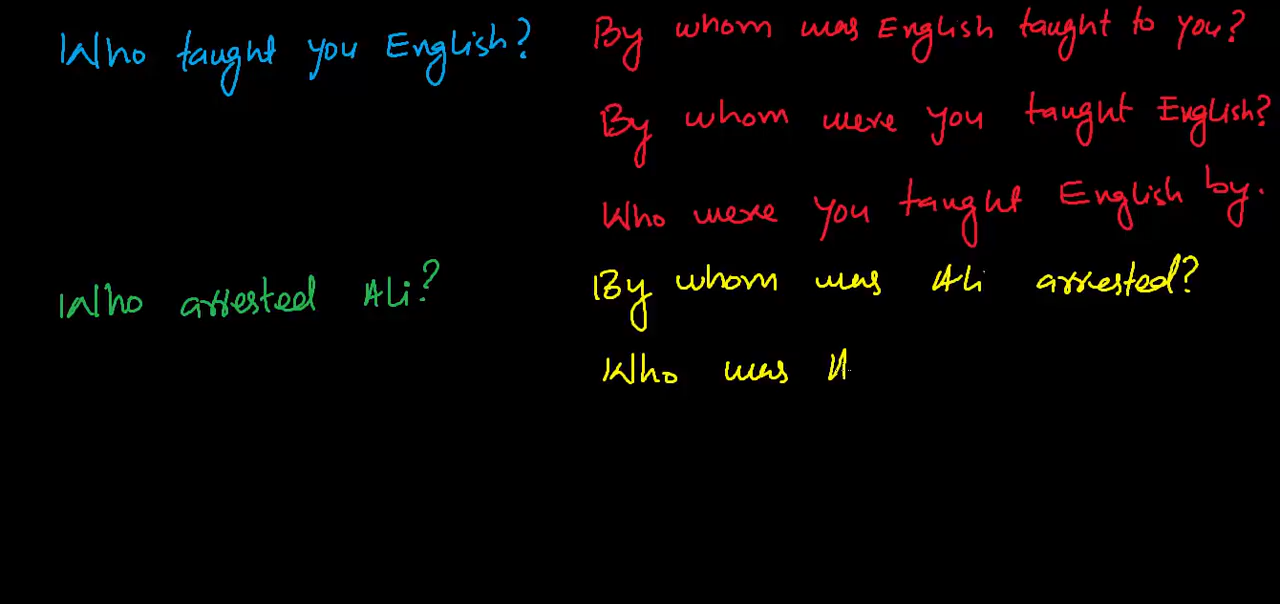 Who taught you English?
By whom was English taught to you?
By whom were you taught English?
Who were you taught English by.
Who arrested Ali?
By whom was Ali arrested?
Who was